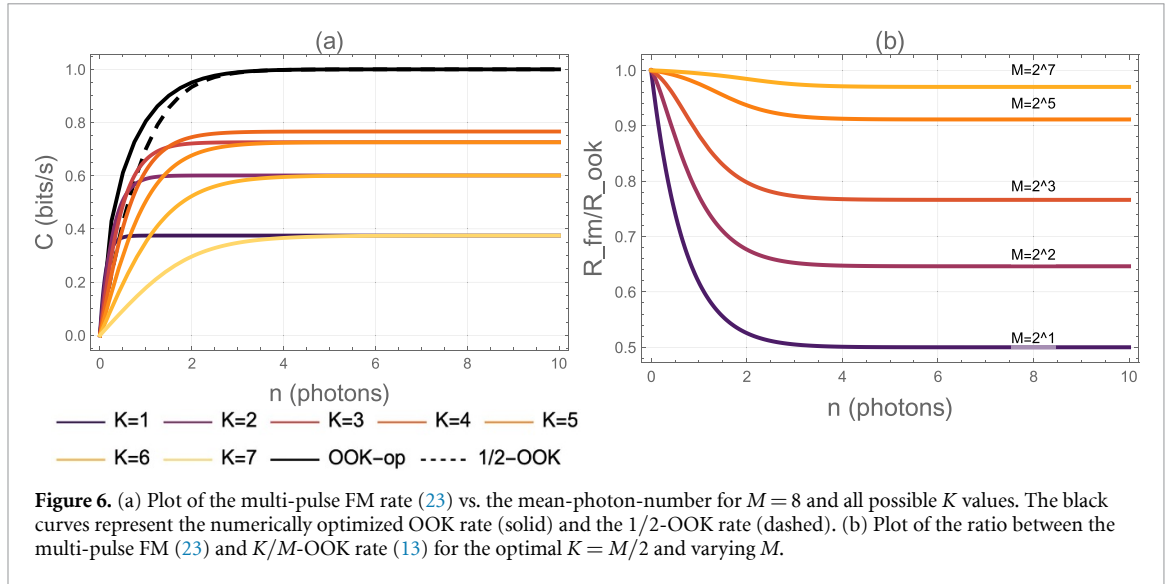 (a)
(b)
1.0
0.8
0.6
0.4
0.2
0.0
C (bits/s)
0
2
4
6
8
10
n (photons)
1.0
0.9
0.8
0.7
0.6
0.5
R_fm/R_ook
M=2^7
M=2^5
M=2^3
M=2^2
M=2^1
0
2
4
6
8
10
n (photons)
K=1 K=2 K=3 K=4 K=5
K=6 K=7 OOK-op 1/2-OOK
Figure 6. (a) Plot of the multi-pulse FM rate (23) vs. the mean-photon-number for M = 8 and all possible K values. The black
curves represent the numerically optimized OOK rate (solid) and the 1/2-OOK rate (dashed). (b) Plot of the ratio between the
multi-pulse FM (23) and K/M-OOK rate (13) for the optimal K = M/2 and varying M.